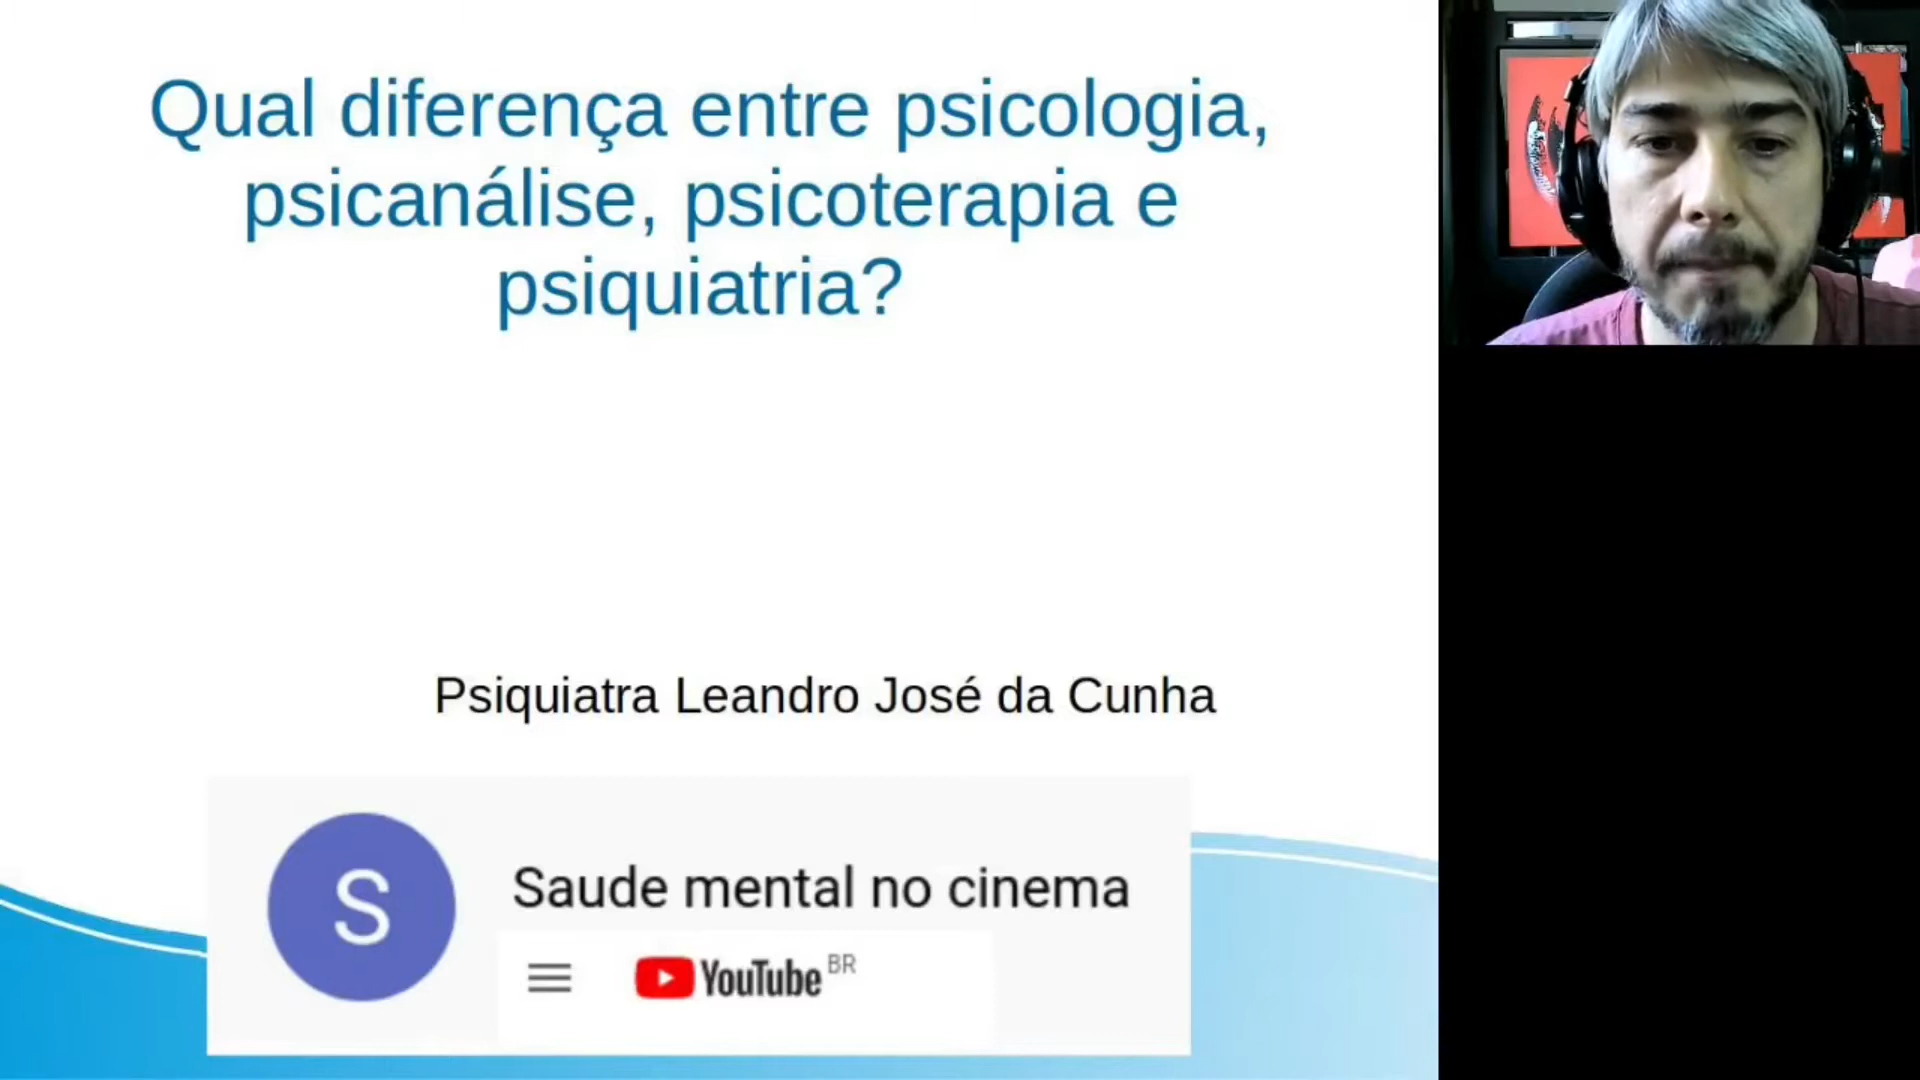 Qual diferença entre psicologia,
psicanálise, psicoterapia e
psiquiatria?
Psiquiatra Leandro José da Cunha
S
Saude mental no cinema
YouTube BR